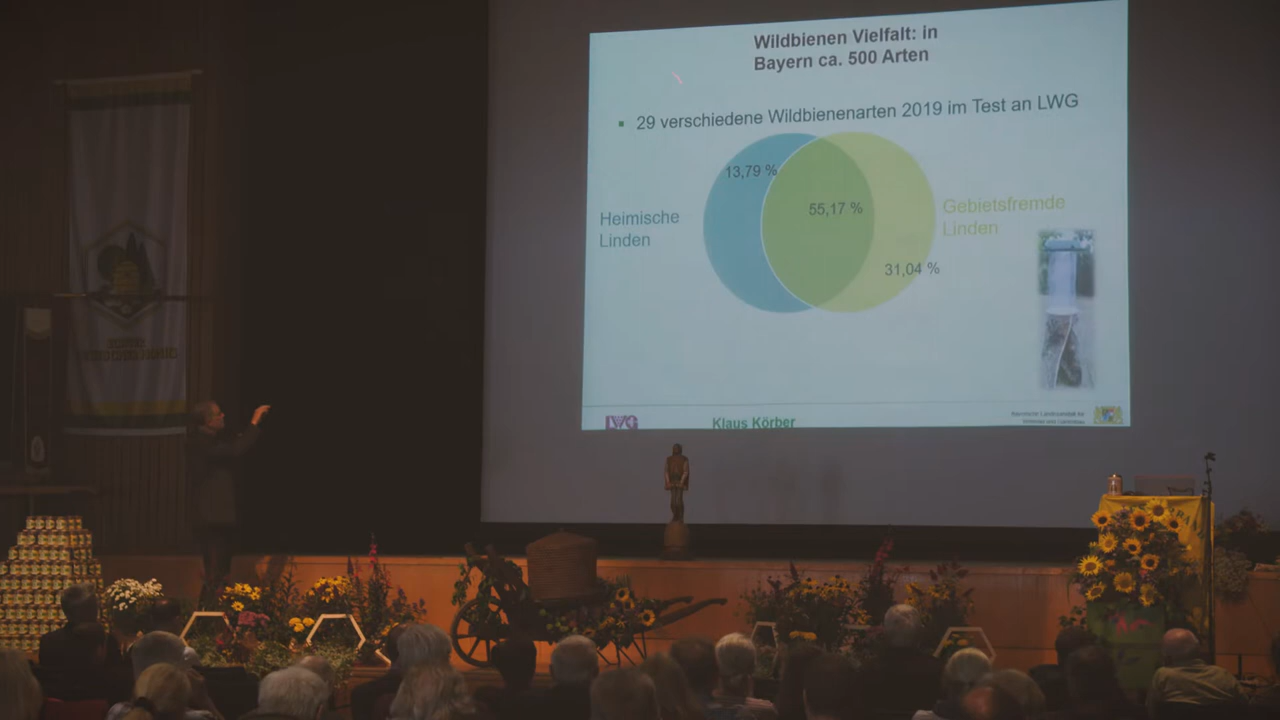 Wildbienen Vielfalt: in
Bayern ca. 500 Arten
▪ 29 verschiedene Wildbienenarten 2019 im Test an LWG
13,79 %
55,17 %
31,04 %
Heimische
Linden
Gebietsfremde
Linden
LWG
Klaus Körber